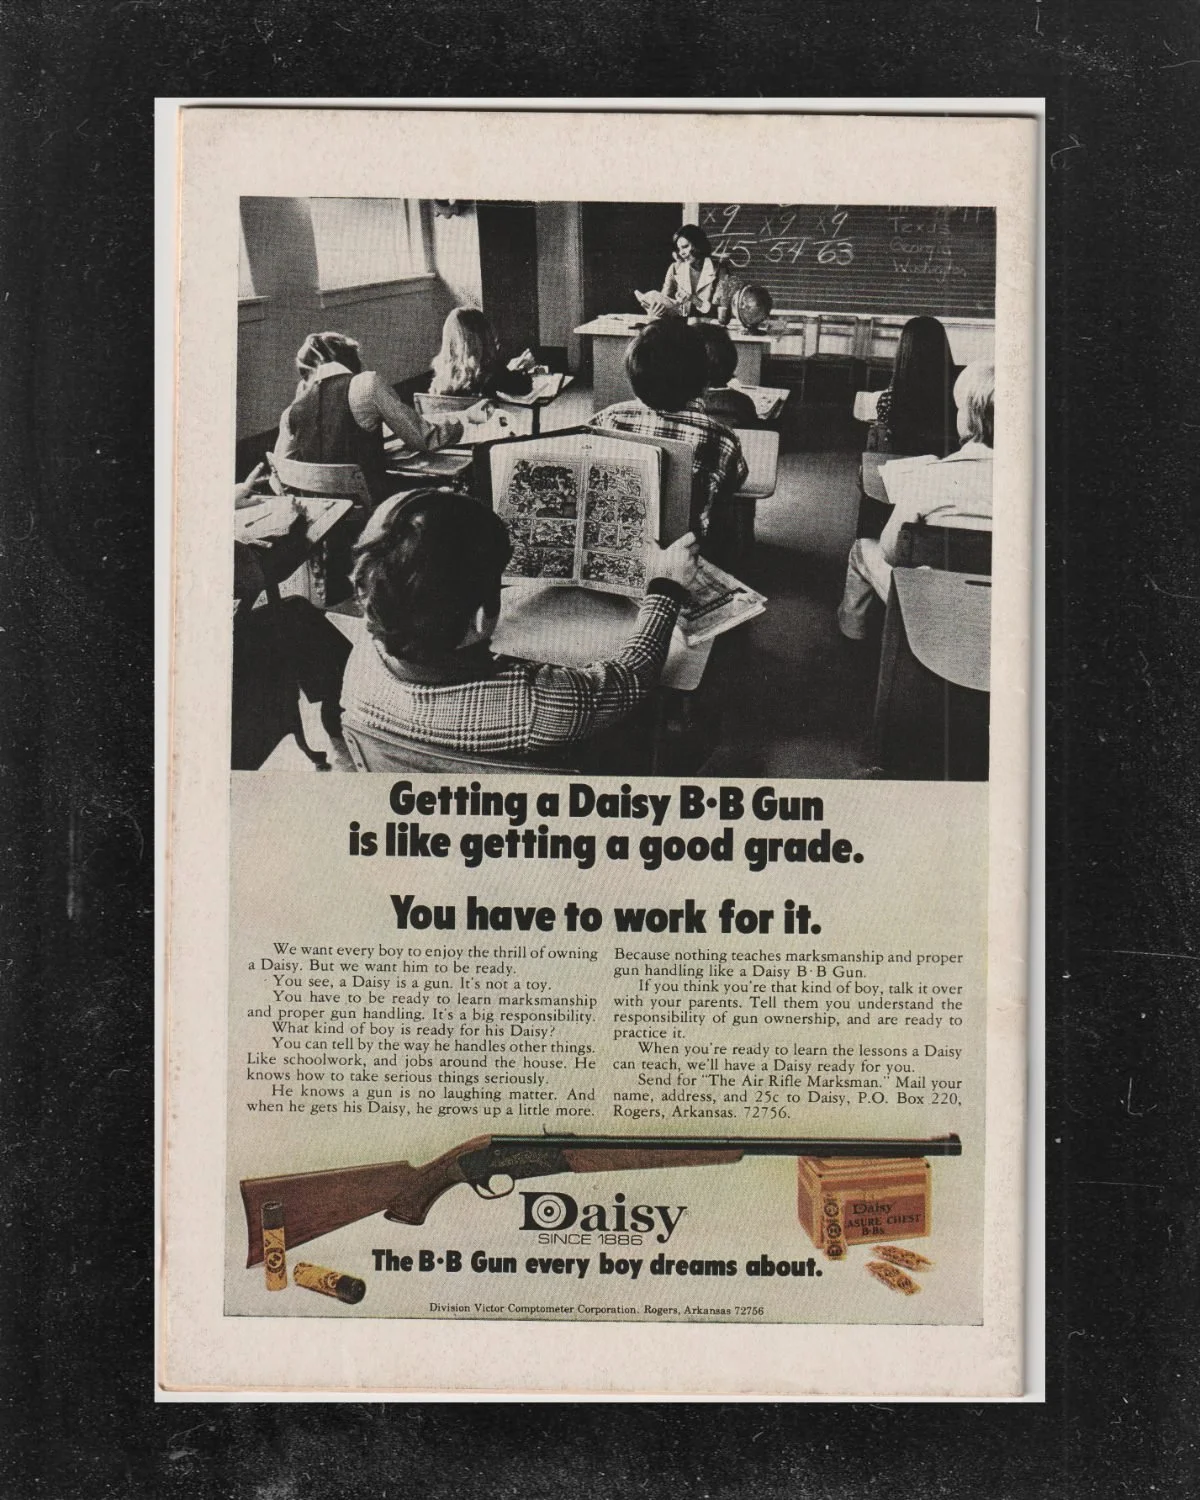 x9 x9 x9
45 54 63
Texas
Georgia
Washington
Getting a Daisy B·B Gun
is like getting a good grade.
You have to work for it.
We want every boy to enjoy the thrill of owning
a Daisy. But we want him to be ready.
You see, a Daisy is a gun. It's not a toy.
You have to be ready to learn marksmanship
and proper gun handling. It's a big responsibility.
What kind of boy is ready for his Daisy?
You can tell by the way he handles other things.
Like schoolwork, and jobs around the house. He
knows how to take serious things seriously.
He knows a gun is no laughing matter. And
when he gets his Daisy, he grows up a little more.
Because nothing teaches marksmanship and proper
gun handling like a Daisy B·B Gun.
If you think you're that kind of boy, talk it over
with your parents. Tell them you understand the
responsibility of gun ownership, and are ready to
practice it.
When you're ready to learn the lessons a Daisy
can teach, we'll have a Daisy ready for you.
Send for "The Air Rifle Marksman." Mail your
name, address, and 25c to Daisy, P.O. Box 220,
Rogers, Arkansas. 72756.
Daisy
ASURE CHEST
B·Bs
Daisy
SINCE 1886
The B·B Gun every boy dreams about.
Division Victor Comptometer Corporation. Rogers, Arkansas 72756